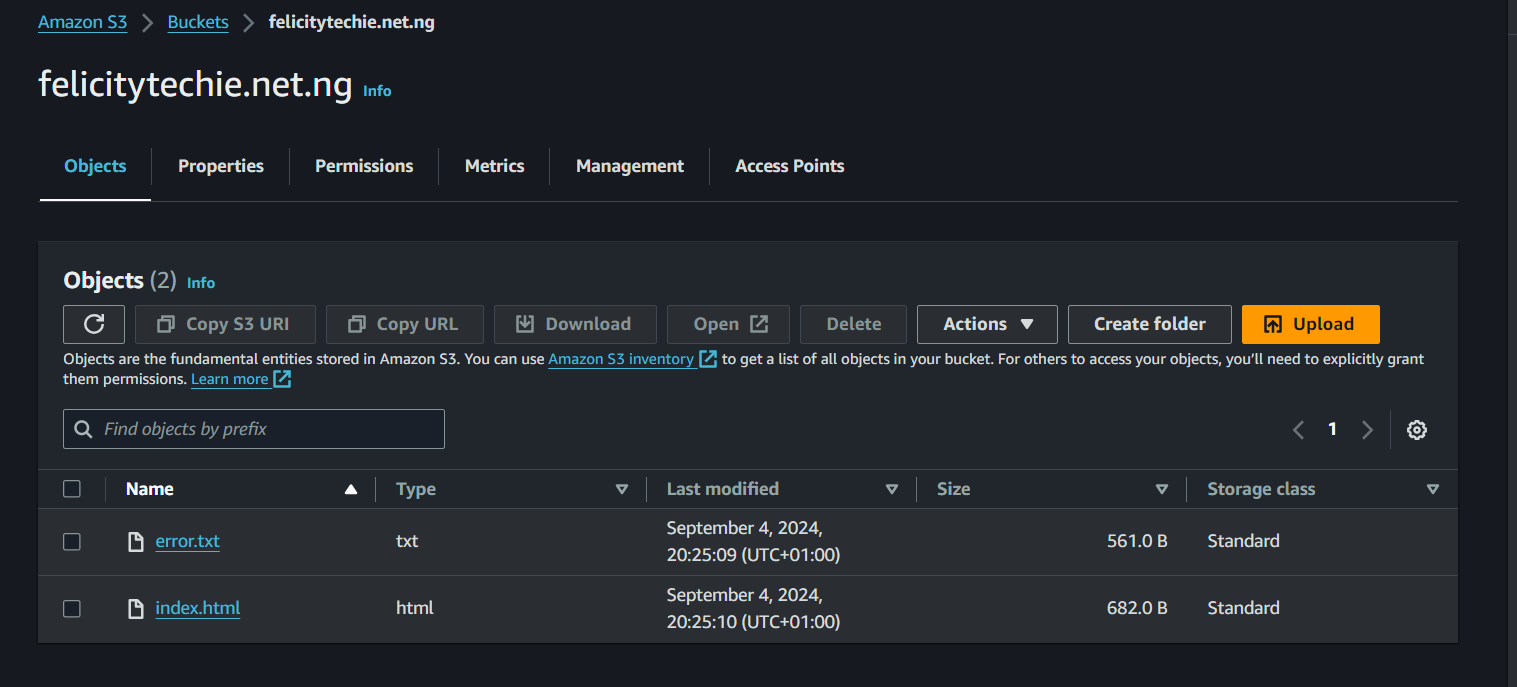 Amazon S3 > Buckets > felicitytechie.net.ng
felicitytechie.net.ng Info
Objects Properties Permissions Metrics Management Access Points
Objects (2) Info
Copy S3 URI Copy URL Download Open Delete Actions ▼ Create folder Upload
Objects are the fundamental entities stored in Amazon S3. You can use Amazon S3 inventory to get a list of all objects in your bucket. For others to access your objects, you'll need to explicitly grant
them permissions. Learn more
Find objects by prefix
1
Name Type Last modified Size Storage class
error.txt txt September 4, 2024, 561.0 B Standard
20:25:09 (UTC+01:00)
index.html html September 4, 2024, 682.0 B Standard
20:25:10 (UTC+01:00)